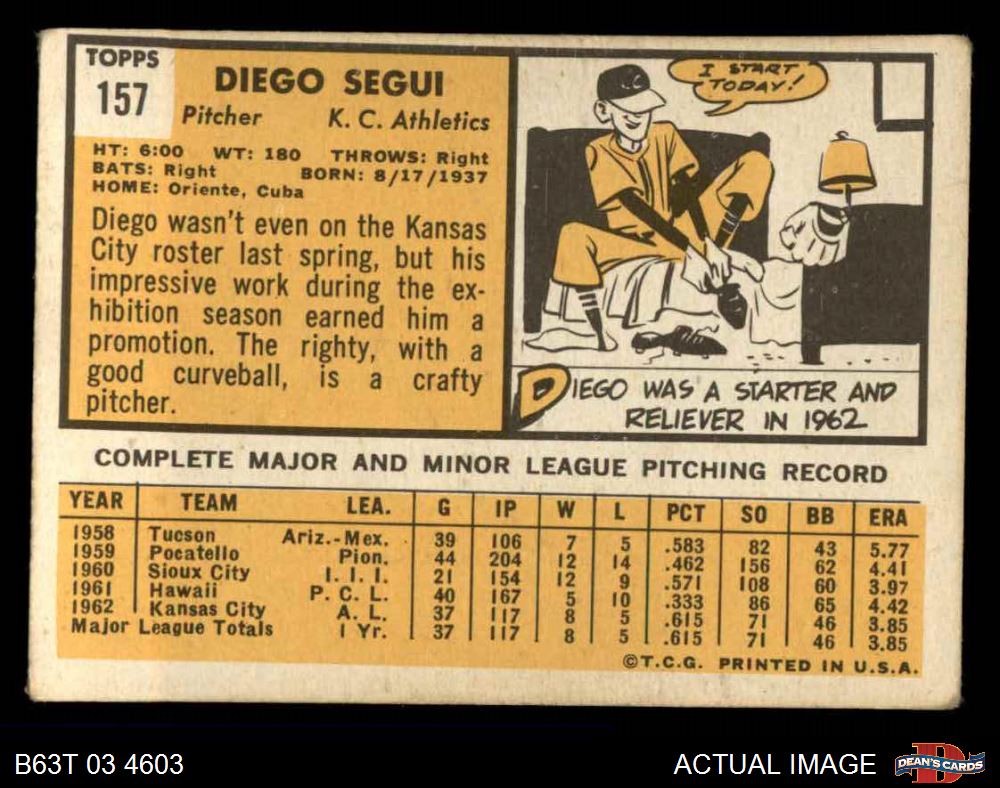 TOPPS
157
DIEGO SEGUI
Pitcher K. C. Athletics
HT: 6:00 WT: 180 THROWS: Right
BATS: Right BORN: 8/17/1937
HOME: Oriente, Cuba
Diego wasn't even on the Kansas
City roster last spring, but his
impressive work during the ex-
hibition season earned him a
promotion. The righty, with a
good curveball, is a crafty
pitcher.
I START
TODAY!
DIEGO WAS A STARTER AND
RELIEVER IN 1962
COMPLETE MAJOR AND MINOR LEAGUE PITCHING RECORD
YEAR TEAM LEA. G IP W L PCT SO BB ERA
1958 Tucson Ariz.-Mex. 39 106 7 5 .583 82 43 5.77
1959 Pocatello Pion. 44 204 12 14 .462 156 62 4.41
1960 Sioux City I. I. I. 21 154 12 9 .571 108 60 3.97
1961 Hawaii P. C. L. 40 167 5 10 .333 86 65 4.42
1962 Kansas City A. L. 37 117 8 5 .615 71 46 3.85
Major League Totals 1 Yr. 37 117 8 5 .615 71 46 3.85
©T.C.G. PRINTED IN U.S.A.
B63T 03 4603
ACTUAL IMAGE
D
DEAN'S CARDS